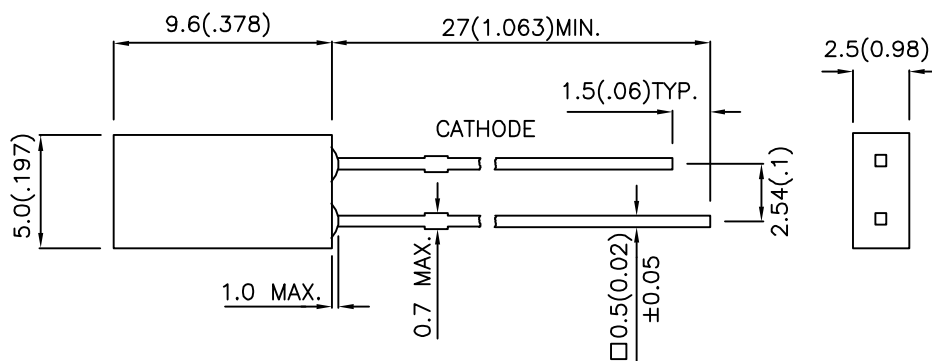 9.6(.378)
27(1.063)MIN.
2.5(0.98)
1.5(.06)TYP.
CATHODE
5.0(.197)
2.54(.1)
1.0 MAX.
0.7 MAX.
□0.5(0.02)
±0.05